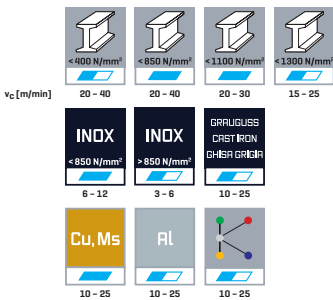 <400 N/mm² <850 N/mm² <1100 N/mm² <1300 N/mm²
vc [m/min] 20 – 40 20 – 40 20 – 30 15 – 25
INOX INOX GRAUGUSS
CAST IRON
GHISA GRIGIA
<850 N/mm² >850 N/mm²
6 – 12 3 – 6 10 – 25
Cu, Ms Al
10 – 25 10 – 25 10 – 25